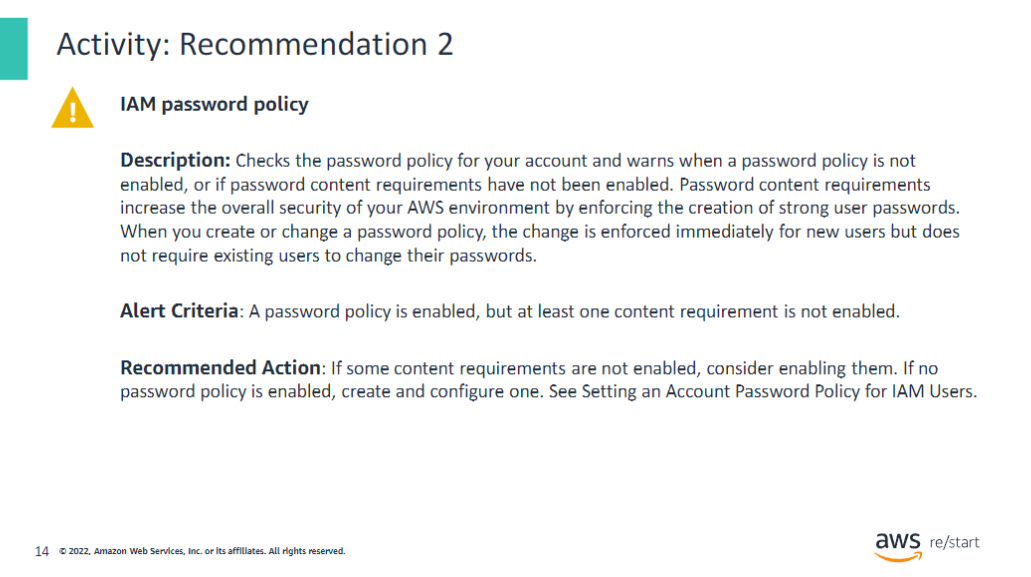 Activity: Recommendation 2
!
IAM password policy
Description: Checks the password policy for your account and warns when a password policy is not
enabled, or if password content requirements have not been enabled. Password content requirements
increase the overall security of your AWS environment by enforcing the creation of strong user passwords.
When you create or change a password policy, the change is enforced immediately for new users but does
not require existing users to change their passwords.
Alert Criteria: A password policy is enabled, but at least one content requirement is not enabled.
Recommended Action: If some content requirements are not enabled, consider enabling them. If no
password policy is enabled, create and configure one. See Setting an Account Password Policy for IAM Users.
14 © 2022, Amazon Web Services, Inc. or its affiliates. All rights reserved.
aws re/start